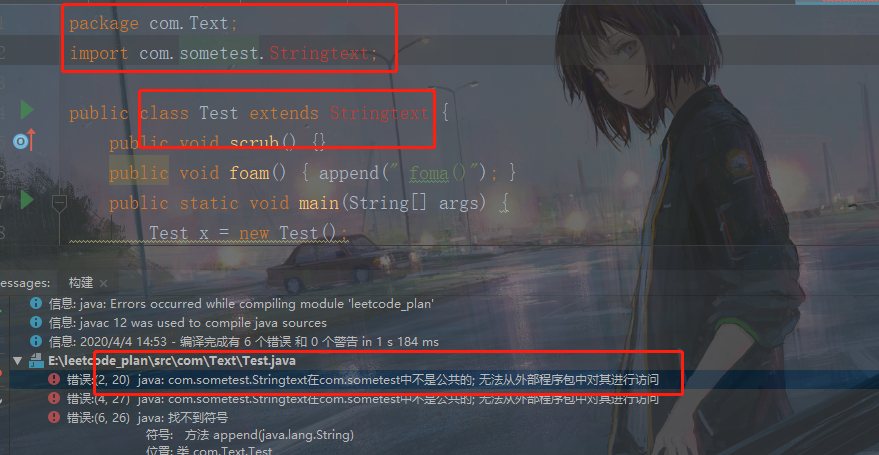 package com.Text;
import com.sometest.Stringtext;
public class Test extends Stringtext {
public void scrub() {}
public void foam() { append(" foma()"); }
public static void main(String[] args) {
Test x = new Test();
essages: 构建 ×
信息: java: Errors occurred while compiling module 'leetcode_plan'
信息: javac 12 was used to compile java sources
信息: 2020/4/4 14:53 - 编译完成有 6 个错误 和 0 个警告 in 1 s 184 ms
E:\leetcode_plan\src\com\Text\Test.java
错误:(2, 20) java: com.sometest.Stringtext在com.sometest中不是公共的; 无法从外部程序包中对其进行访问
错误:(4, 27) java: com.sometest.Stringtext在com.sometest中不是公共的; 无法从外部程序包中对其进行访问
错误:(6, 26) java: 找不到符号
符号: 方法 append(java.lang.String)
位置: 类 com.Text.Test